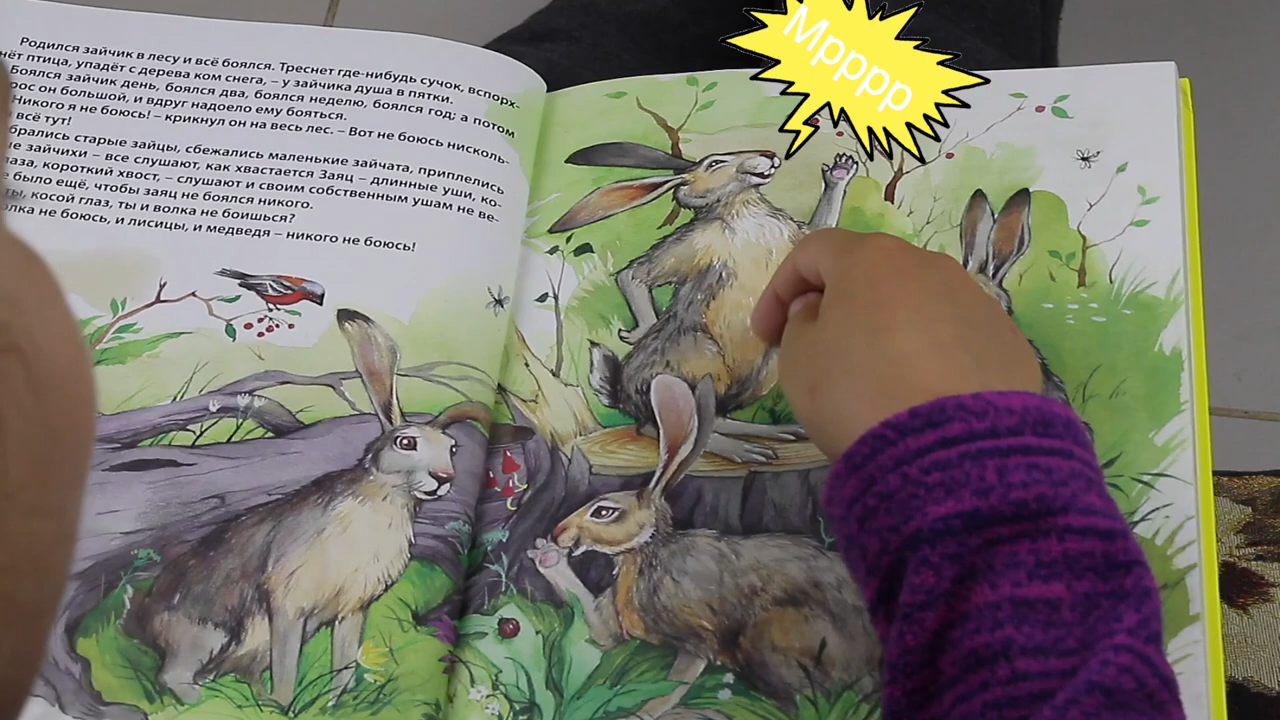 Родился зайчик в лесу и всё боялся. Треснет где-нибудь сучок, вспорх-
нёт птица, упадёт с дерева ком снега, – у зайчика душа в пятки.
Боялся зайчик день, боялся два, боялся неделю, боялся год; а потом
рос он большой, и вдруг надоело ему бояться.
Никого я не боюсь! – крикнул он на весь лес. – Вот не боюсь нисколь-
всё тут!
брались старые зайцы, сбежались маленькие зайчата, приплелись
ие зайчихи – все слушают, как хвастается Заяц – длинные уши, ко-
лаза, короткий хвост, – слушают и своим собственным ушам не ве-
е было ещё, чтобы заяц не боялся никого.
ты, косой глаз, ты и волка не боишься?
олка не боюсь, и лисицы, и медведя – никого не боюсь!
Мрррр